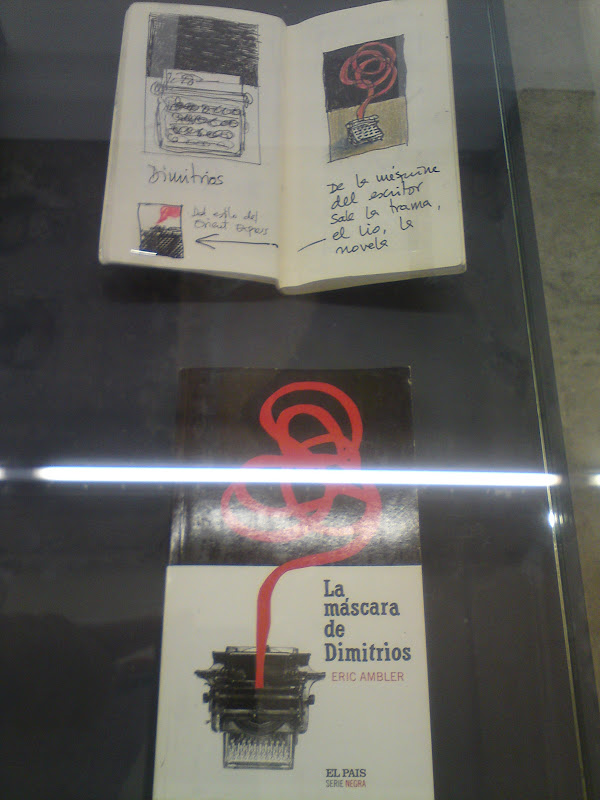 Dimitrios
Del estilo del
Orient Express
De la máquina
del escritor
Sale la trama,
el lío, la
novela
La
máscara
de
Dimitrios
ERIC AMBLER
EL PAIS
SERIE NEGRA